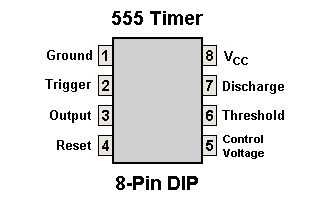 555 Timer
Ground 1 8 VCC
Trigger 2 7 Discharge
Output 3 6 Threshold
Reset 4 5 Control
Voltage
8-Pin DIP